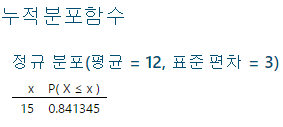 누적분포함수
정규 분포(평균 = 12, 표준 편차 = 3)
x P( X ≤ x )
15 0.841345